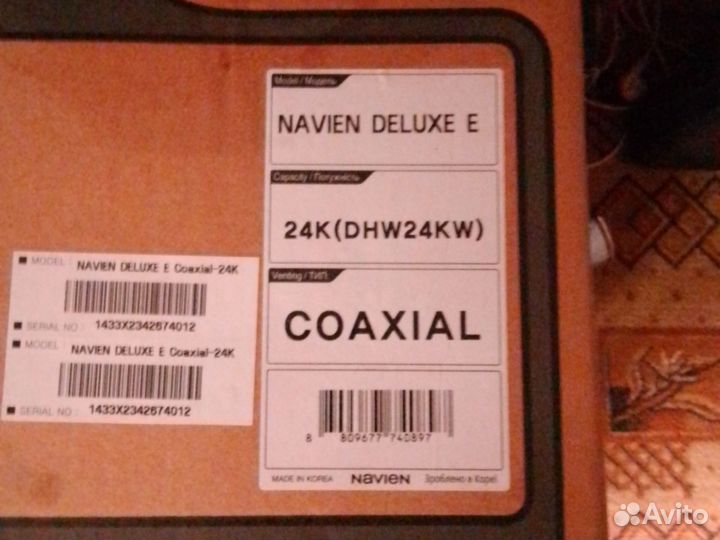 Model / Модель
NAVIEN DELUXE E
Capacity / Потужність
24K(DHW24KW)
Venting / ТИП
COAXIAL
8 809677 740897
MADE IN KOREA NAVIEN Зроблено в Кореї
MODEL : NAVIEN DELUXE E Coaxial-24K
SERIAL NO : 1433X2342674012
MODEL : NAVIEN DELUXE E Coaxial-24K
SERIAL NO : 1433X2342674012
Avito